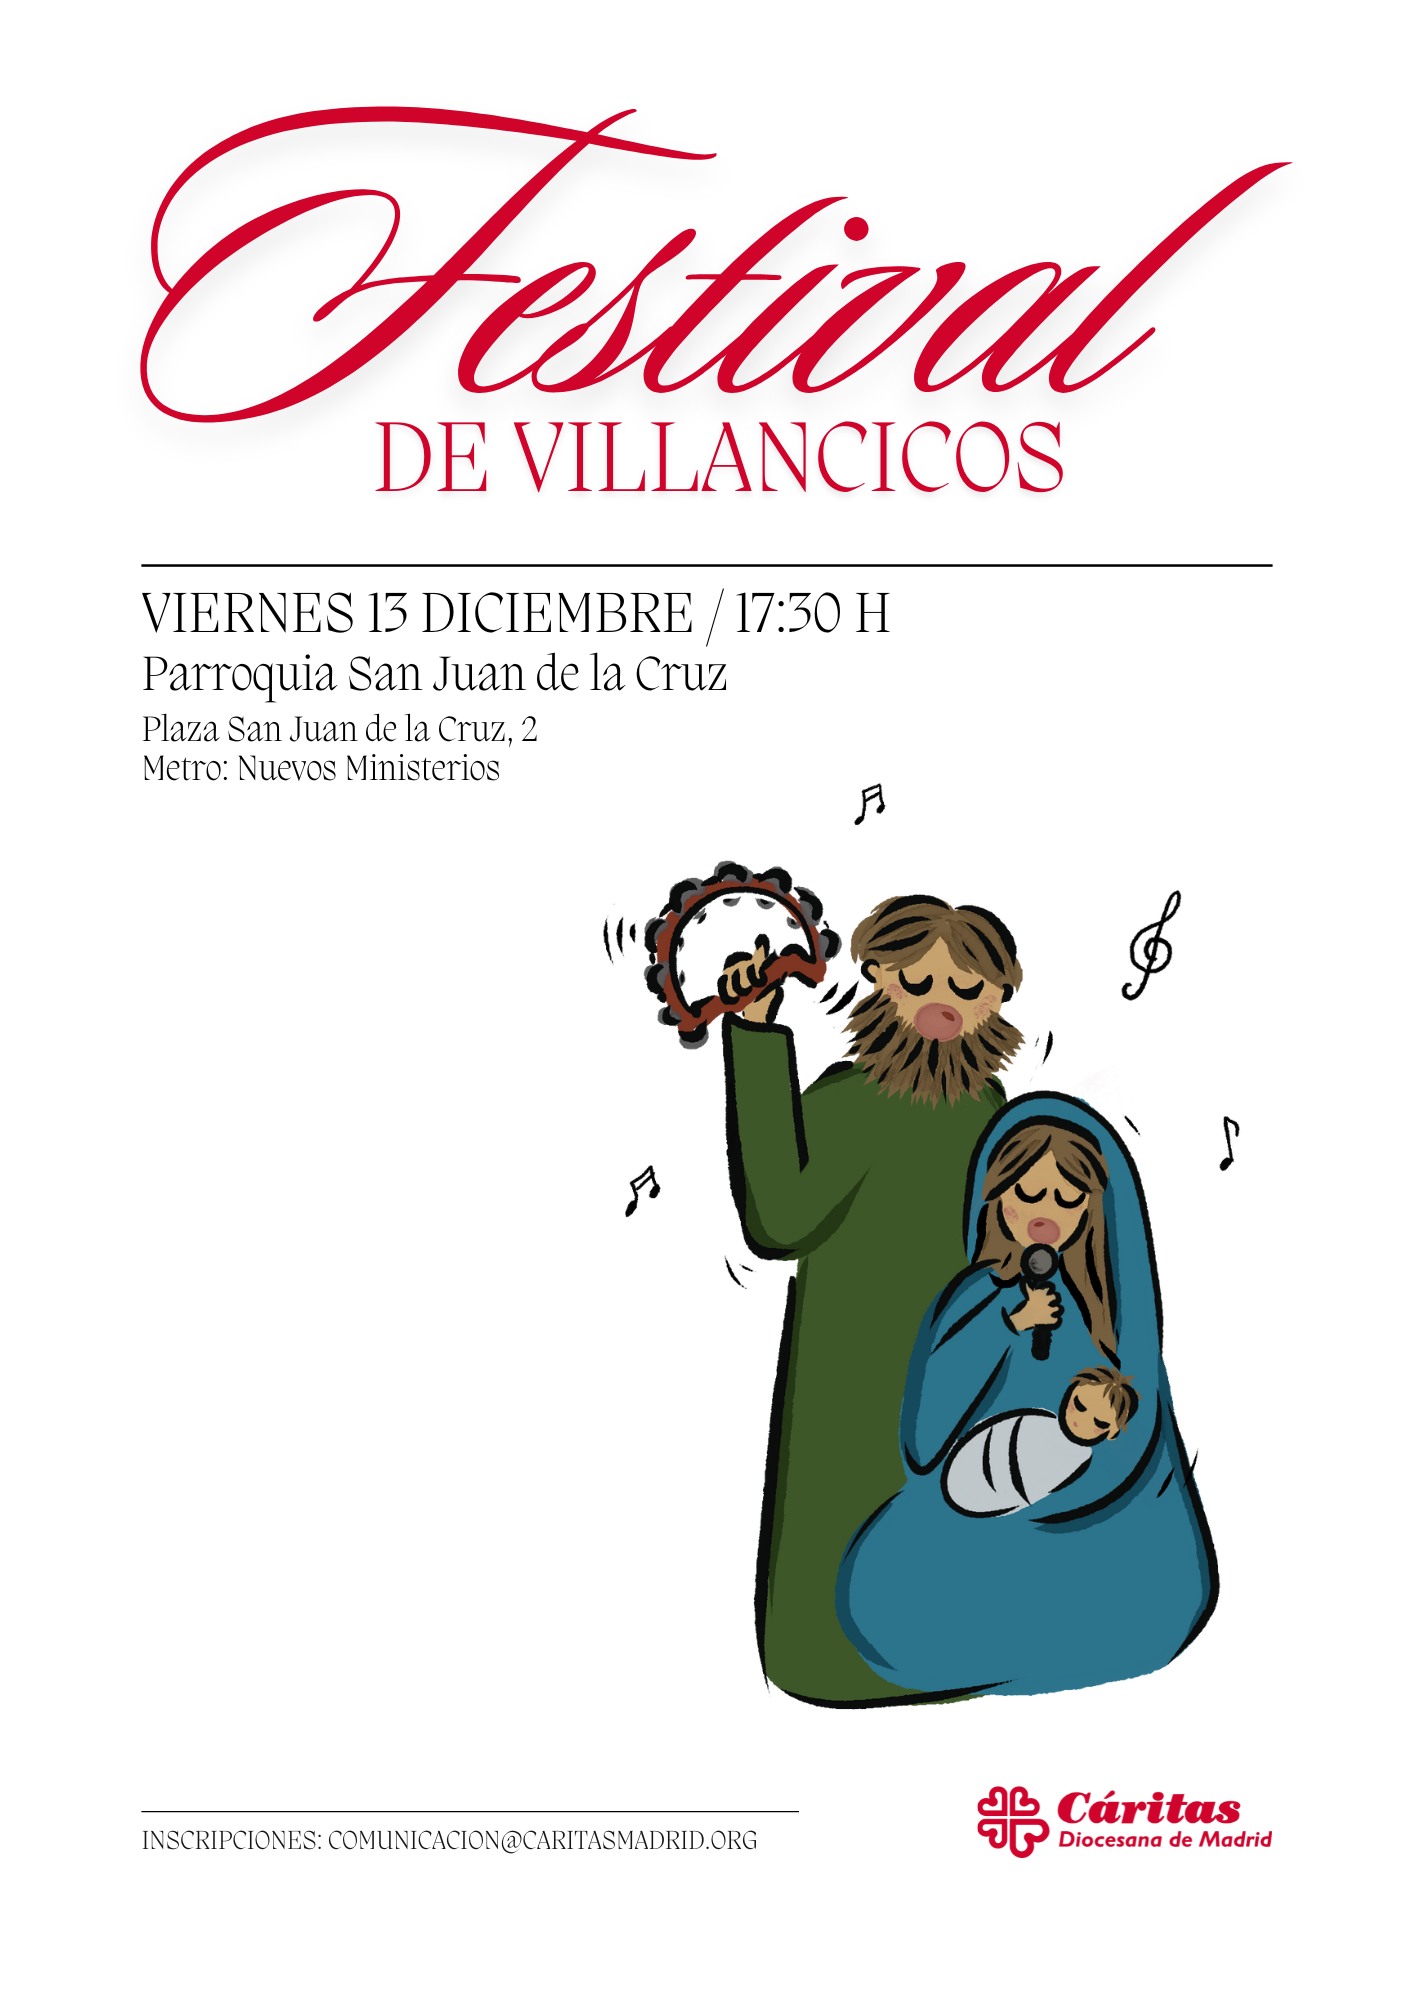 Festival
DE VILLANCICOS
VIERNES 13 DICIEMBRE / 17:30 H
Parroquia San Juan de la Cruz
Plaza San Juan de la Cruz, 2
Metro: Nuevos Ministerios
INSCRIPCIONES: COMUNICACION@CARITASMADRID.ORG
Cáritas
Diocesana de Madrid